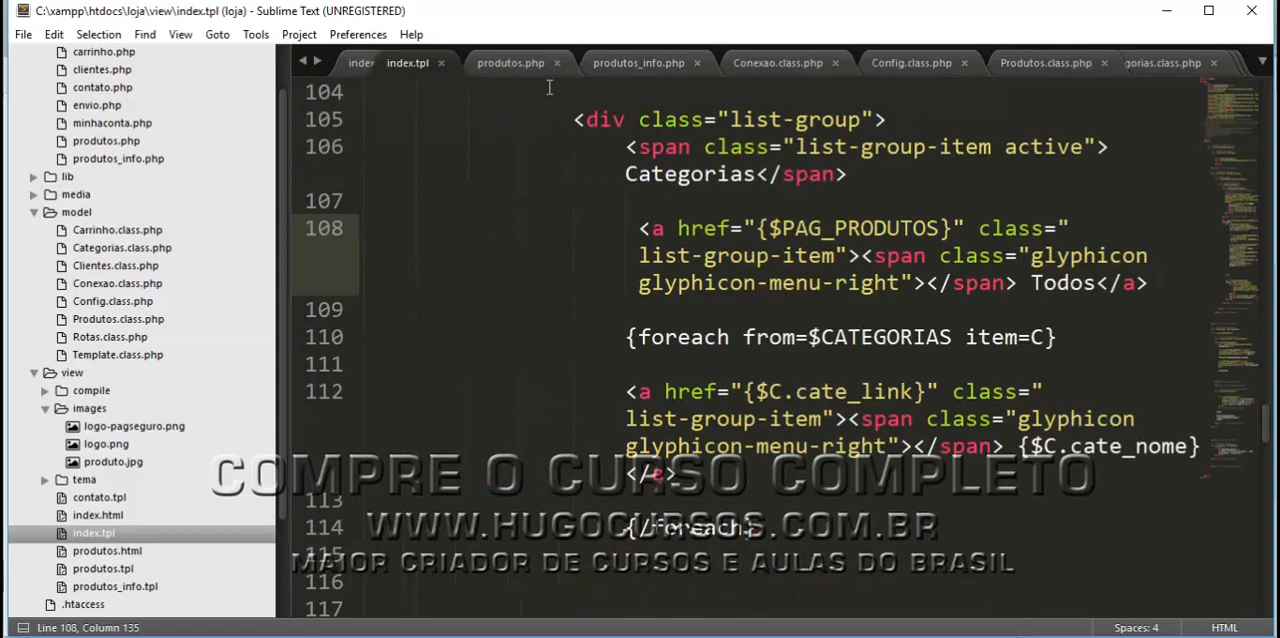 C:\xampp\htdocs\loja\view\index.tpl (loja) - Sublime Text (UNREGISTERED)
File Edit Selection Find View Goto Tools Project Preferences Help
carrinho.php
clientes.php
contato.php
envio.php
minhaconta.php
produtos.php
produtos_info.php
lib
media
model
Carrinho.class.php
Categorias.class.php
Clientes.class.php
Conexao.class.php
Config.class.php
Produtos.class.php
Rotas.class.php
Template.class.php
view
compile
images
logo-pagseguro.png
logo.png
produto.jpg
tema
contato.tpl
index.html
index.tpl
produtos.html
produtos.tpl
produtos_info.tpl
.htaccess
index index.tpl produtos.php produtos_info.php Conexao.class.php Config.class.php Produtos.class.php gorias.class.php
104
105 <div class="list-group">
106 <span class="list-group-item active">
Categorias</span>
107
108 <a href="{$PAG_PRODUTOS}" class="
list-group-item"><span class="glyphicon
glyphicon-menu-right"></span> Todos</a>
109
110 {foreach from=$CATEGORIAS item=C}
111
112 <a href="{$C.cate_link}" class="
list-group-item"><span class="glyphicon
glyphicon-menu-right"></span> {$C.cate_nome}
</a>
113
114 {/foreach}
115
116
117
COMPRE O CURSO COMPLETO
WWW.HUGOCURSOS.COM.BR
MAIOR CRIADOR DE CURSOS E AULAS DO BRASIL
Line 108, Column 135 Spaces: 4 HTML